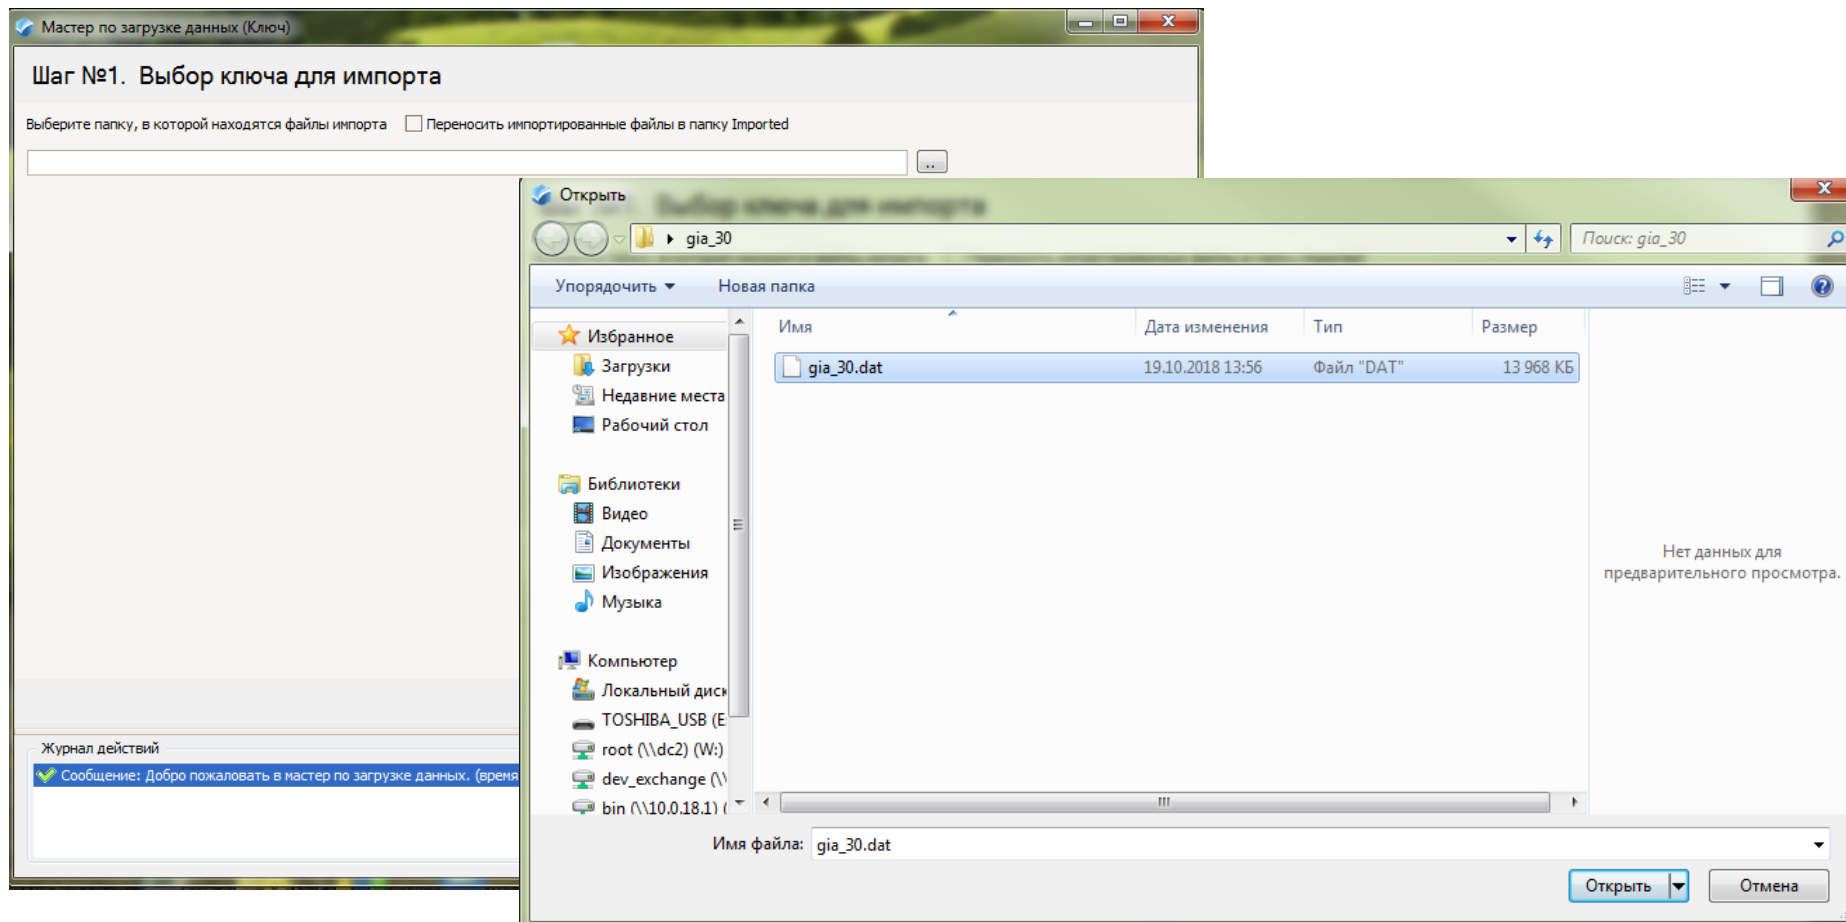 Мастер по загрузке данных (Ключ)
Шаг №1. Выбор ключа для импорта
Выберите папку, в которой находятся файлы импорта
Переносить импортированные файлы в папку Imported
..
Открыть
Выбор ключа для импорта
gia_30
Поиск: gia_30
Упорядочить
Новая папка
Избранное
Загрузки
Недавние места
Рабочий стол
Библиотеки
Видео
Документы
Изображения
Музыка
Компьютер
Локальный диск
TOSHIBA_USB (E:
root (\\dc2) (W:)
dev_exchange (\\
bin (\\10.0.18.1) (
Имя
Дата изменения
Тип
Размер
gia_30.dat
19.10.2018 13:56
Файл "DAT"
13 968 КБ
Нет данных для
предварительного просмотра.
Журнал действий
Сообщение: Добро пожаловать в мастер по загрузке данных. (время
Имя файла:
gia_30.dat
Открыть
Отмена